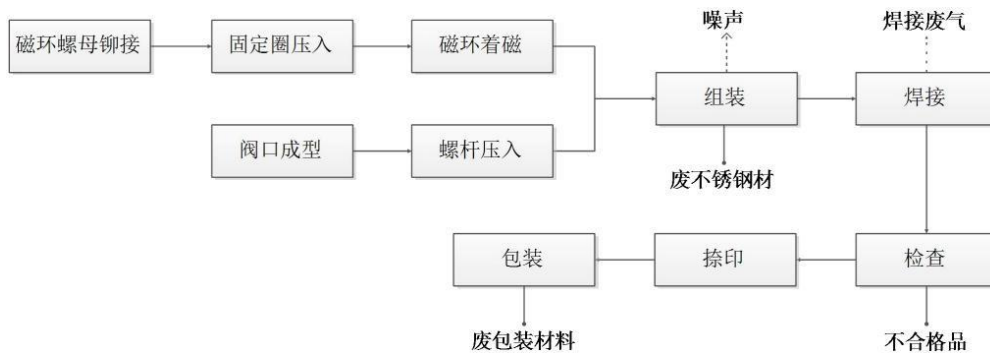 噪声
焊接废气
磁环螺母铆接
固定圈压入
磁环着磁
组装
焊接
阀口成型
螺杆压入
废不锈钢材
包装
捺印
检查
废包装材料
不合格品